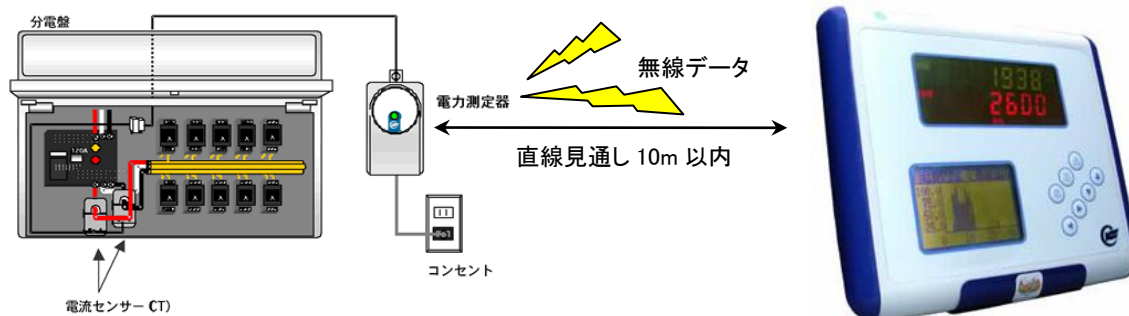 分電盤
120A
電力測定器
無線データ
直線見通し 10m 以内
コンセント
電流センサー CT)
1938
2600